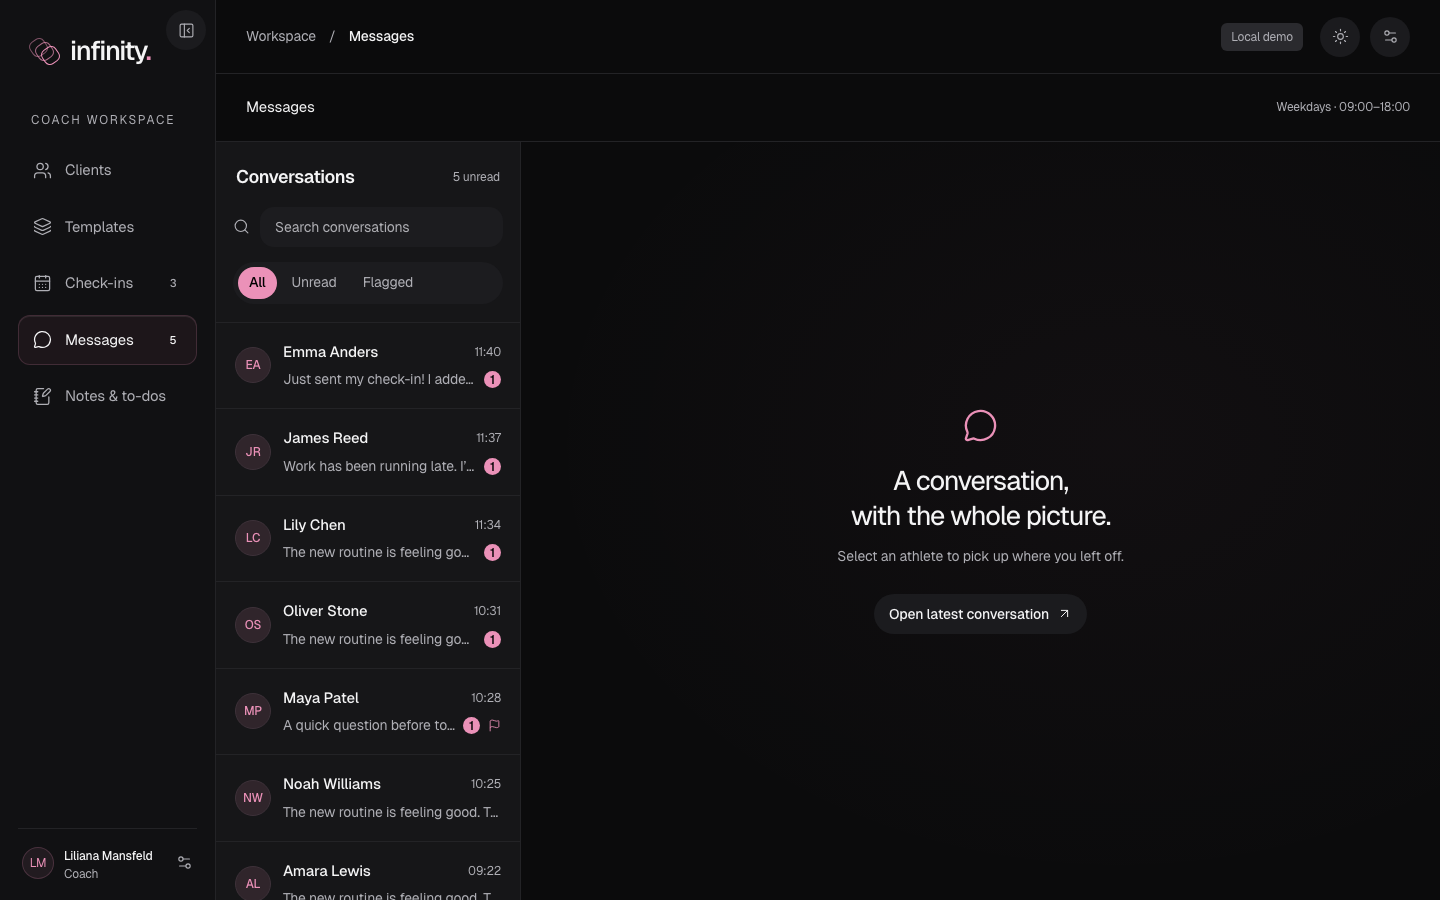 infinity.
COACH WORKSPACE
Clients
Templates
Check-ins 3
Messages 5
Notes & to-dos
LM
Liliana Mansfeld
Coach
Workspace / Messages
Local demo
Messages
Weekdays · 09:00–18:00
Conversations
5 unread
Search conversations
All Unread Flagged
EA
Emma Anders 11:40
Just sent my check-in! I adde... 1
JR
James Reed 11:37
Work has been running late. I'... 1
LC
Lily Chen 11:34
The new routine is feeling go... 1
OS
Oliver Stone 10:31
The new routine is feeling go... 1
MP
Maya Patel 10:28
A quick question before to... 1
NW
Noah Williams 10:25
The new routine is feeling good. T...
AL
Amara Lewis 09:22
The new routine is feeling good. T...
A conversation,
with the whole picture.
Select an athlete to pick up where you left off.
Open latest conversation